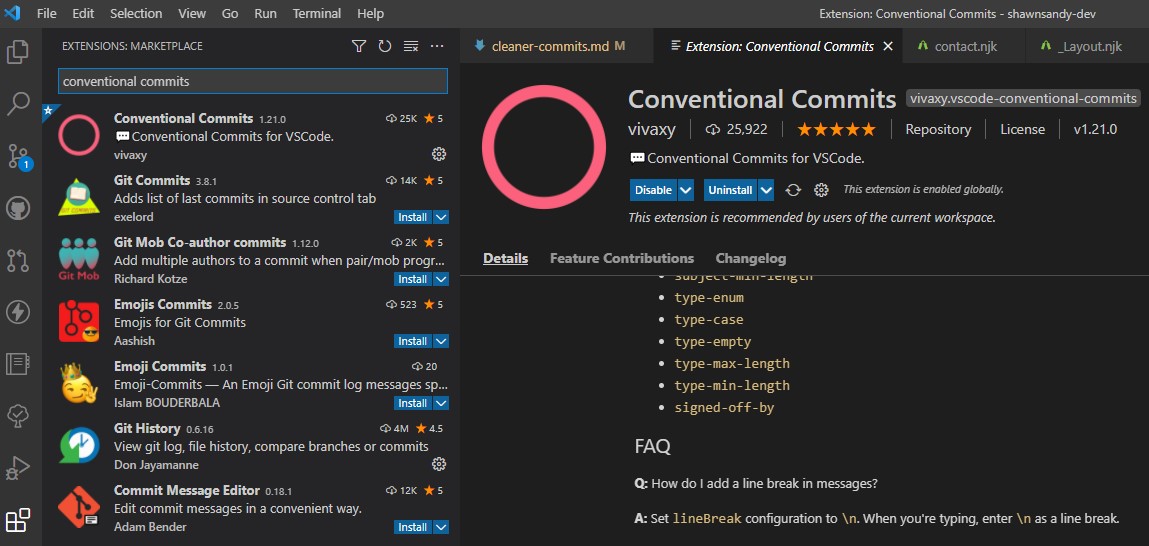 File Edit Selection View Go Run Terminal Help
Extension: Conventional Commits - shawnsandy-dev
EXTENSIONS: MARKETPLACE
conventional commits
1
Conventional Commits 1.21.0 25K ★ 5
💬Conventional Commits for VSCode.
vivaxy
Git Commits 3.8.1 14K ★ 5
Adds list of last commits in source control tab
exelord Install
Git Mob Co-author commits 1.12.0 2K ★ 5
Add multiple authors to a commit when pair/mob progr...
Richard Kotze Install
Git Mob
Emojis Commits 2.0.5 523 ★ 5
Emojis for Git Commits
Aashish Install
Emoji Commits 1.0.1 20
Emoji-Commits — An Emoji Git commit log messages sp...
Islam BOUDERBALA Install
Git History 0.6.16 4M ★ 4.5
View git log, file history, compare branches or commits
Don Jayamanne
Commit Message Editor 0.18.1 12K ★ 5
Edit commit messages in a convenient way.
Adam Bender Install
cleaner-commits.md M Extension: Conventional Commits contact.njk _Layout.njk
Conventional Commits vivaxy.vscode-conventional-commits
vivaxy 25,922 ★★★★★ Repository License v1.21.0
💬Conventional Commits for VSCode.
Disable Uninstall This extension is enabled globally.
This extension is recommended by users of the current workspace.
Details Feature Contributions Changelog
subject-min-length
type-enum
type-case
type-empty
type-max-length
type-min-length
signed-off-by
FAQ
Q: How do I add a line break in messages?
A: Set lineBreak configuration to \n. When you're typing, enter \n as a line break.